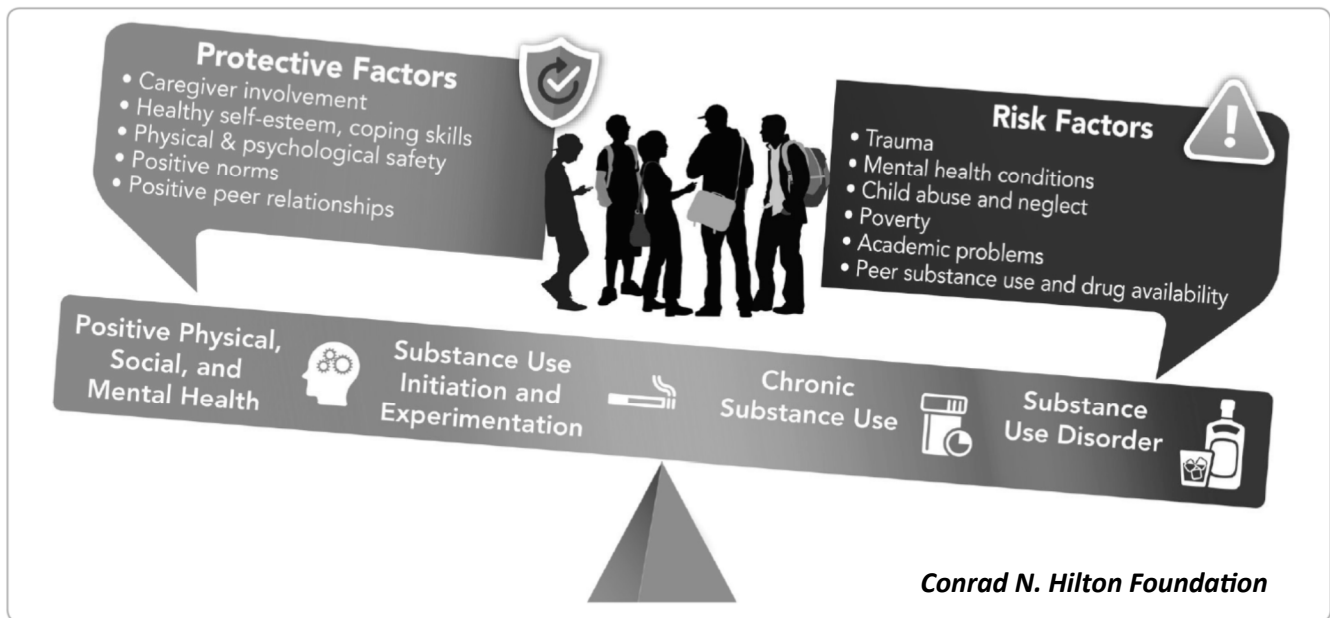 Protective Factors
• Caregiver involvement
• Healthy self-esteem, coping skills
• Physical & psychological safety
• Positive norms
• Positive peer relationships
Risk Factors
• Trauma
• Mental health conditions
• Child abuse and neglect
• Poverty
• Academic problems
• Peer substance use and drug availability
Positive Physical,
Social, and
Mental Health
Substance Use
Initiation and
Experimentation
Chronic
Substance Use
Substance
Use Disorder
Conrad N. Hilton Foundation